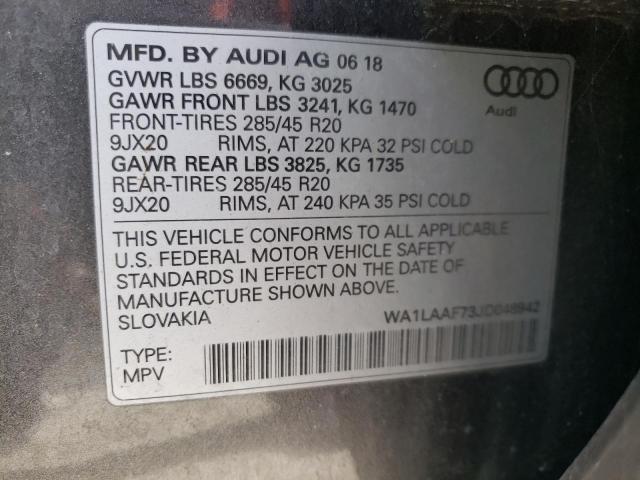 MFD. BY AUDI AG 06 18
GVWR LBS 6669, KG 3025
GAWR FRONT LBS 3241, KG 1470
FRONT-TIRES 285/45 R20
9JX20 RIMS, AT 220 KPA 32 PSI COLD
GAWR REAR LBS 3825, KG 1735
REAR-TIRES 285/45 R20
9JX20 RIMS, AT 240 KPA 35 PSI COLD
Audi
THIS VEHICLE CONFORMS TO ALL APPLICABLE
U.S. FEDERAL MOTOR VEHICLE SAFETY
STANDARDS IN EFFECT ON THE DATE OF
MANUFACTURE SHOWN ABOVE.
SLOVAKIA WA1LAAF73JD048942
TYPE:
MPV